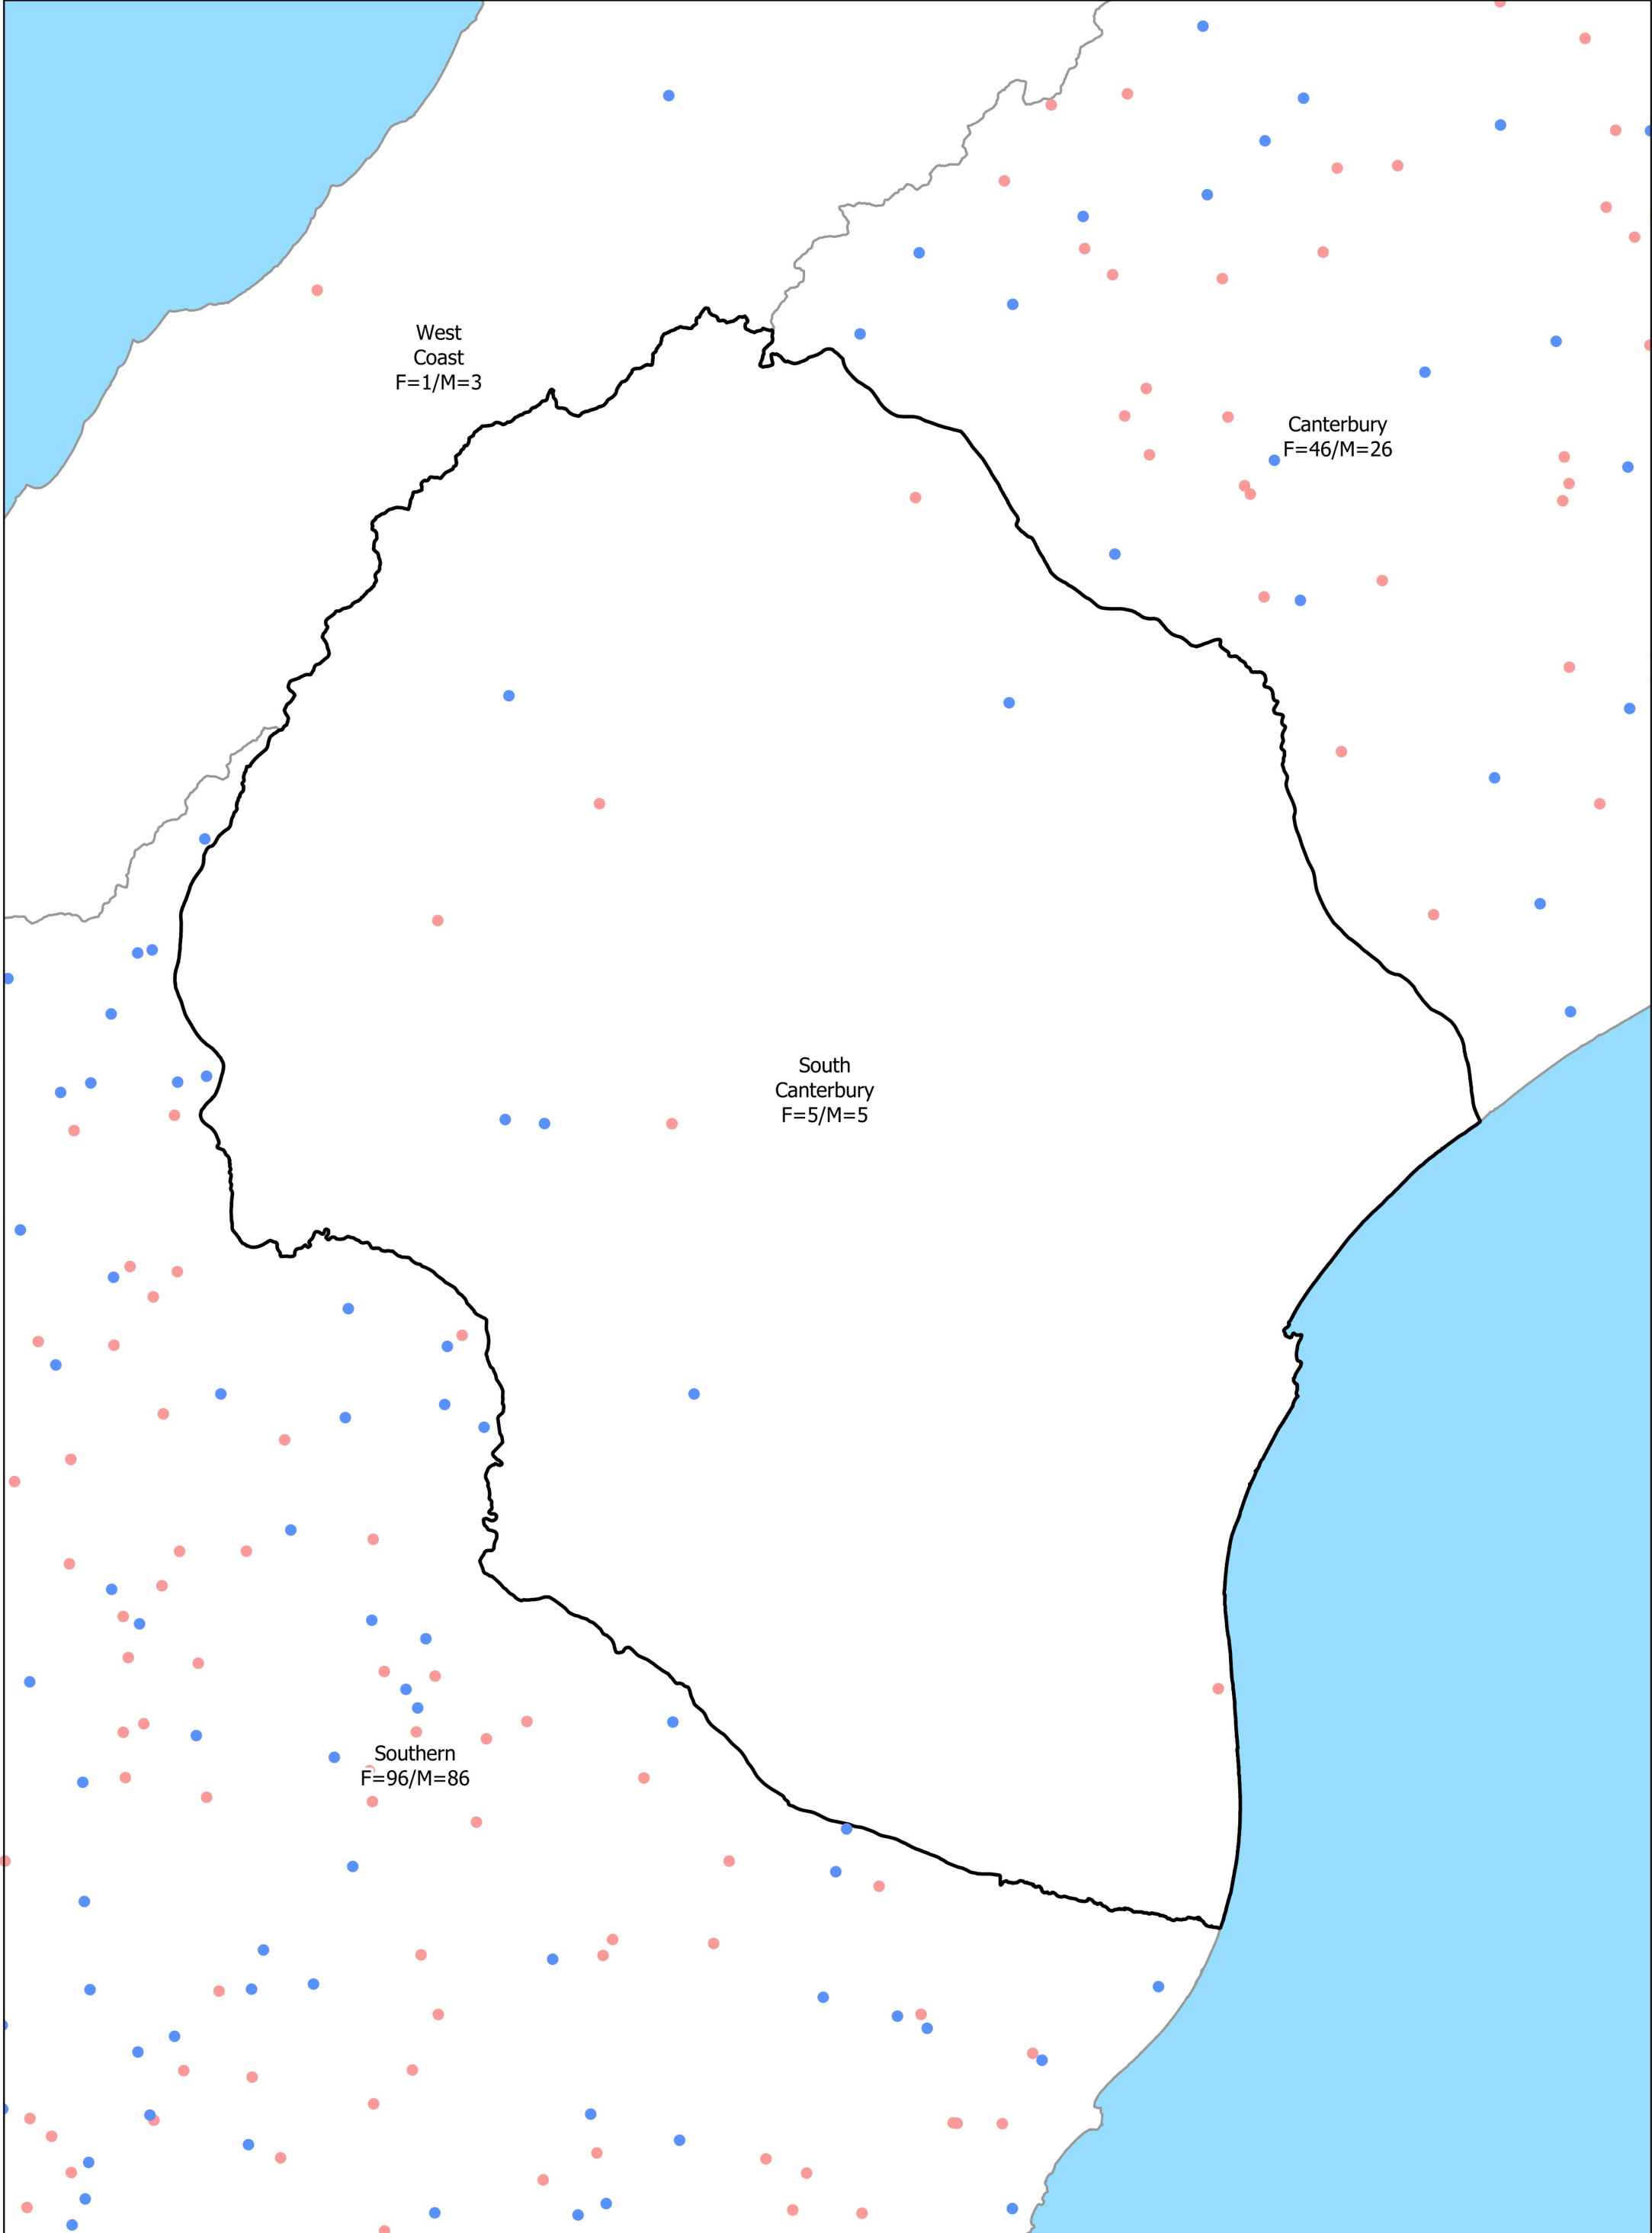 West
Coast
F=1/M=3
Canterbury
F=46/M=26
South
Canterbury
F=5/M=5
Southern
F=96/M=86